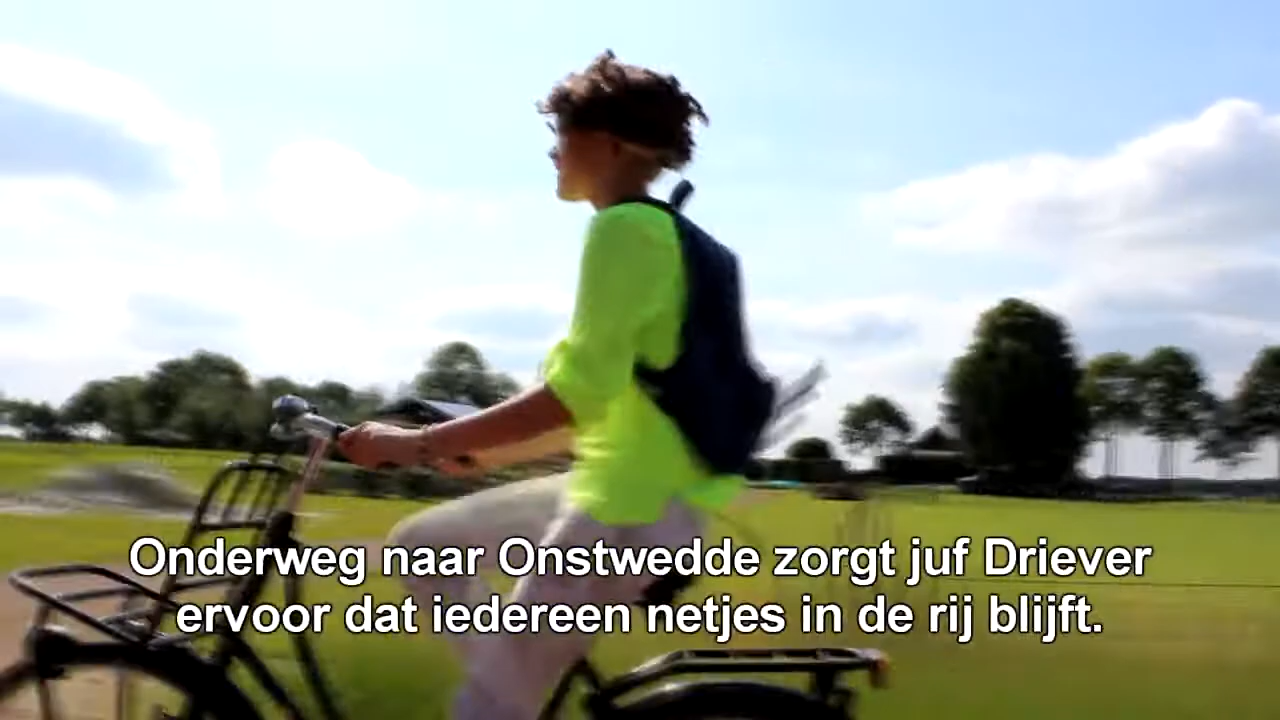 Onderweg naar Onstwedde zorgt juf Driever
ervoor dat iedereen netjes in de rij blijft.